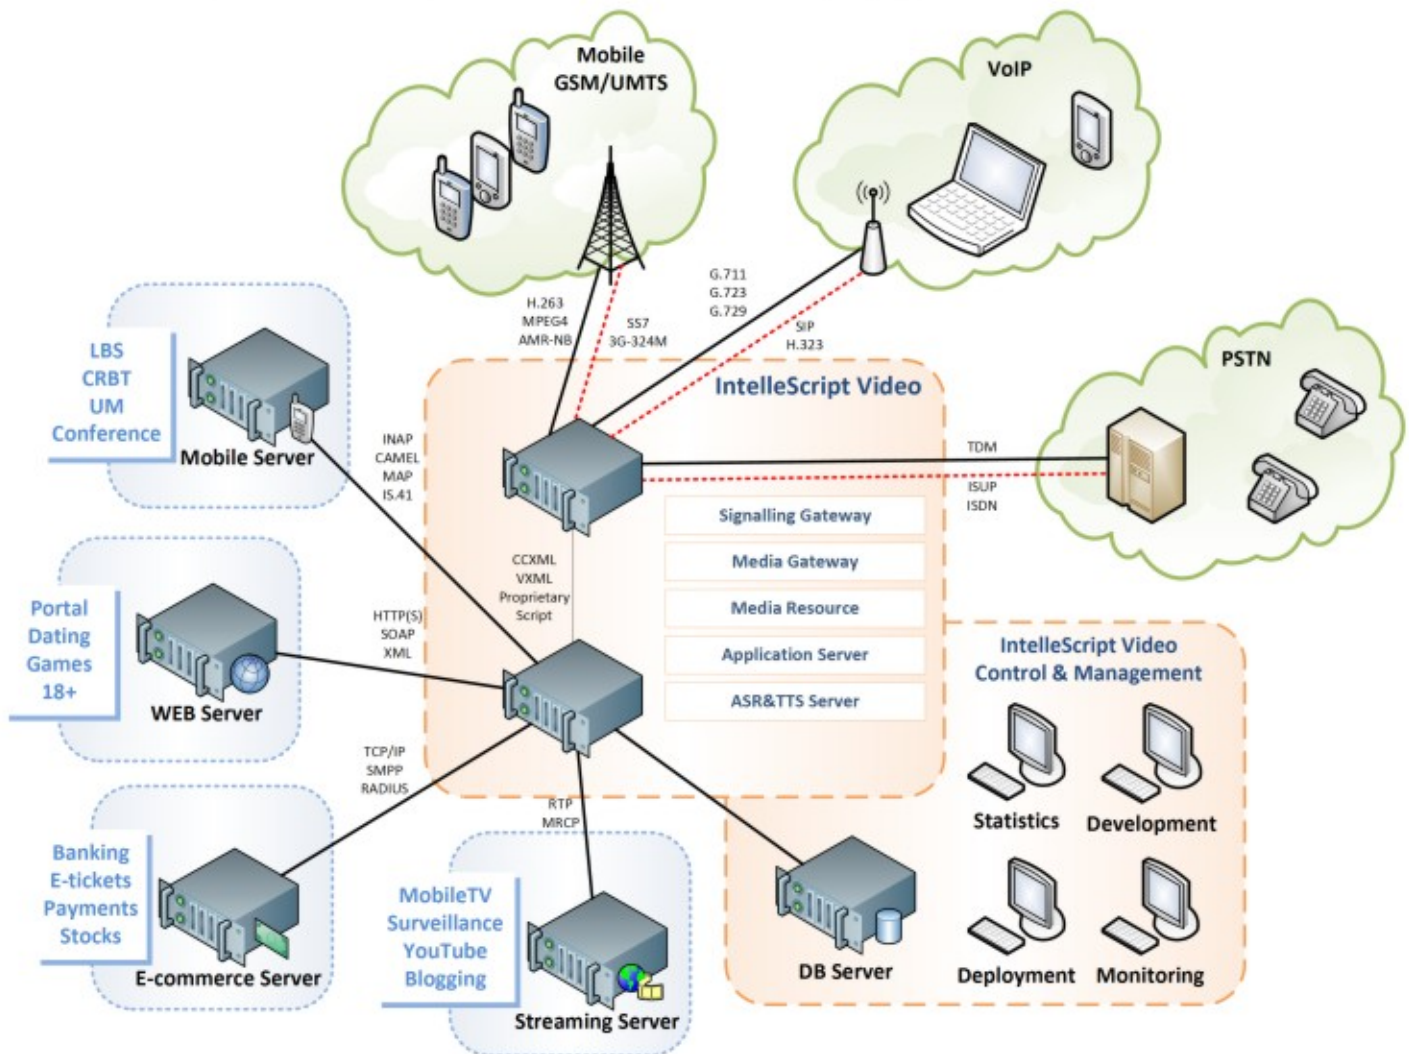 Mobile
GSM/UMTS
VoIP
H.263
MPEG4
AMR-NB
SS7
3G-324M
G.711
G.723
G.729
SIP
H.323
PSTN
TDM
ISUP
ISDN
IntelleScript Video
Signalling Gateway
Media Gateway
Media Resource
Application Server
ASR&TTS Server
CCXML
VXML
Proprietary
Script
LBS
CRBT
UM
Conference
Mobile Server
INAP
CAMEL
MAP
IS.41
Portal
Dating
Games
18+
WEB Server
HTTP(S)
SOAP
XML
Banking
E-tickets
Payments
Stocks
E-commerce Server
TCP/IP
SMPP
RADIUS
MobileTV
Surveillance
YouTube
Blogging
Streaming Server
RTP
MRCP
IntelleScript Video
Control & Management
Statistics
Development
Deployment
Monitoring
DB Server